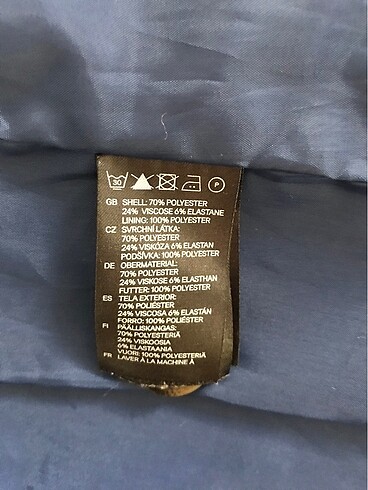 30 P
GB SHELL: 70% POLYESTER
24% VISCOSE 6% ELASTANE
LINING: 100% POLYESTER
CZ SVRCHNÍ LÁTKA:
70% POLYESTER
24% VISKÓZA 6% ELASTAN
PODŠÍVKA: 100% POLYESTER
DE OBERMATERIAL:
70% POLYESTER
24% VISKOSE 6% ELASTHAN
FUTTER: 100% POLYESTER
ES TELA EXTERIOR:
70% POLIÉSTER
24% VISCOSA 6% ELASTÁN
FORRO: 100% POLIÉSTER
FI PÄÄLLISKANGAS:
70% POLYESTERIÄ
24% VISKOOSIA
6% ELASTAANIA
VUORI: 100% POLYESTERIÄ
FR LAVER À LA MACHINE À